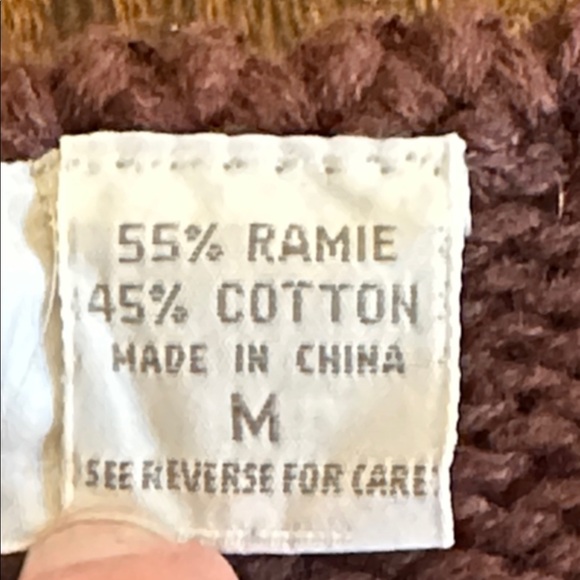 55% RAMIE
45% COTTON
MADE IN CHINA
M
SEE REVERSE FOR CARE